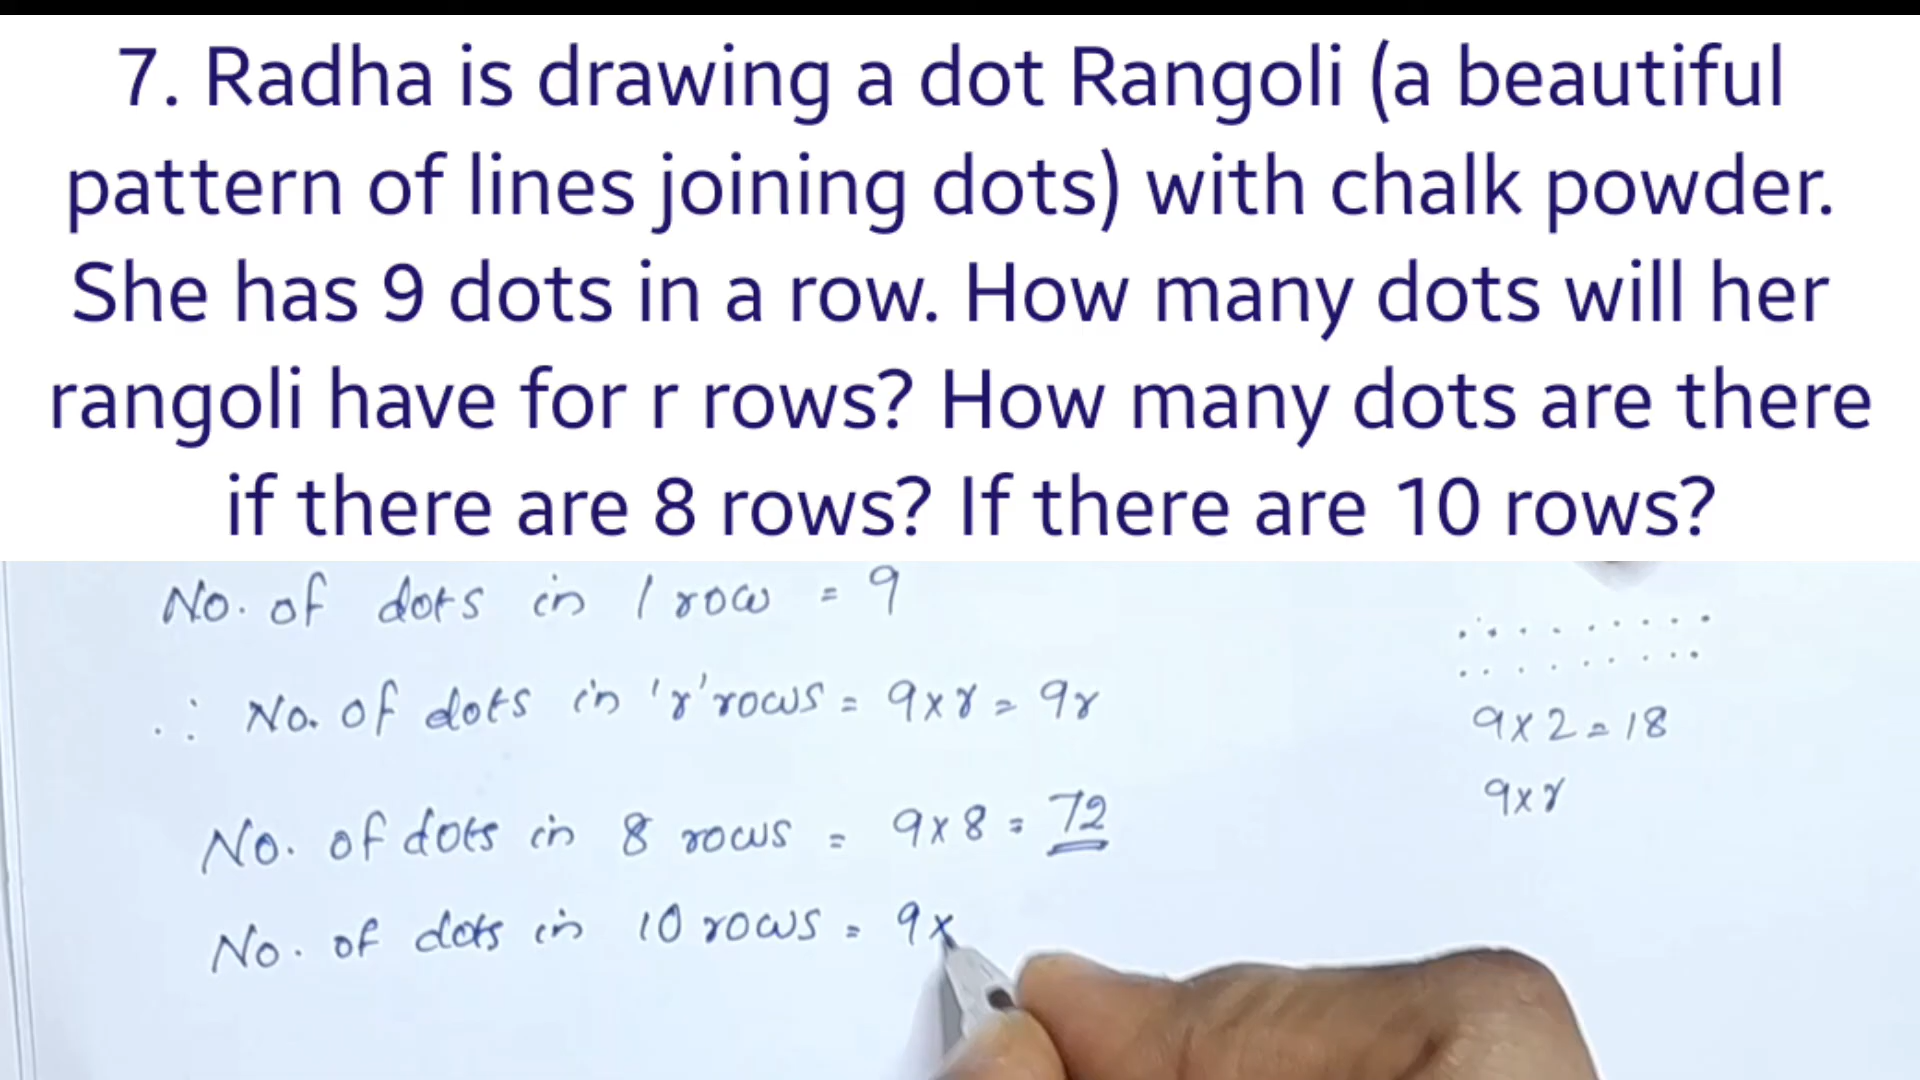 7. Radha is drawing a dot Rangoli (a beautiful
pattern of lines joining dots) with chalk powder.
She has 9 dots in a row. How many dots will her
rangoli have for r rows? How many dots are there
if there are 8 rows? If there are 10 rows?
No. of dots in 1 row = 9
∴ No. of dots in 'r' rows = 9×r = 9r
No. of dots in 8 rows = 9×8 = 72
No. of dots in 10 rows = 9×
9×2=18
9×r